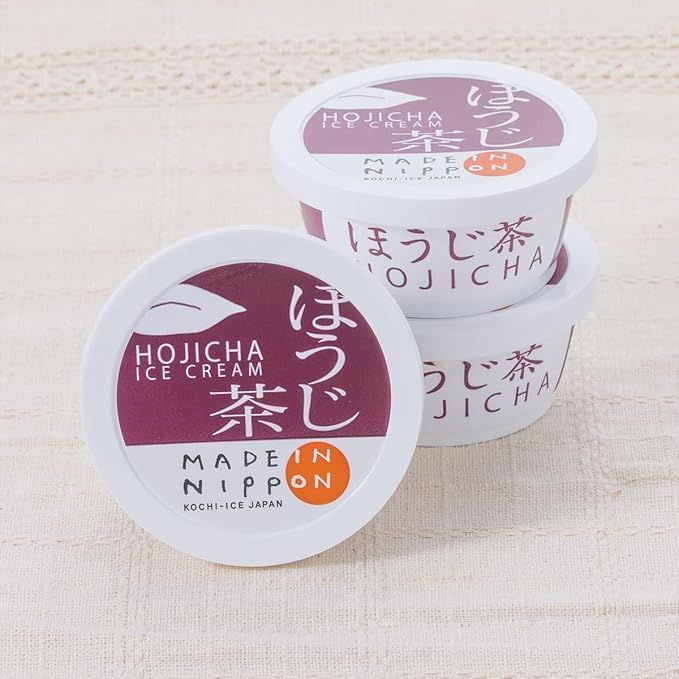 HOJICHA
ICE CREAM
ほうじ茶
MADE IN
NIPPON
KOCHI-ICE JAPAN
ほうじ茶
HOJICHA
うじ茶
JICHA
HOJICHA
ICE CREAM
ほうじ茶
MADE IN
NIPPON
KOCHI-ICE JAPAN